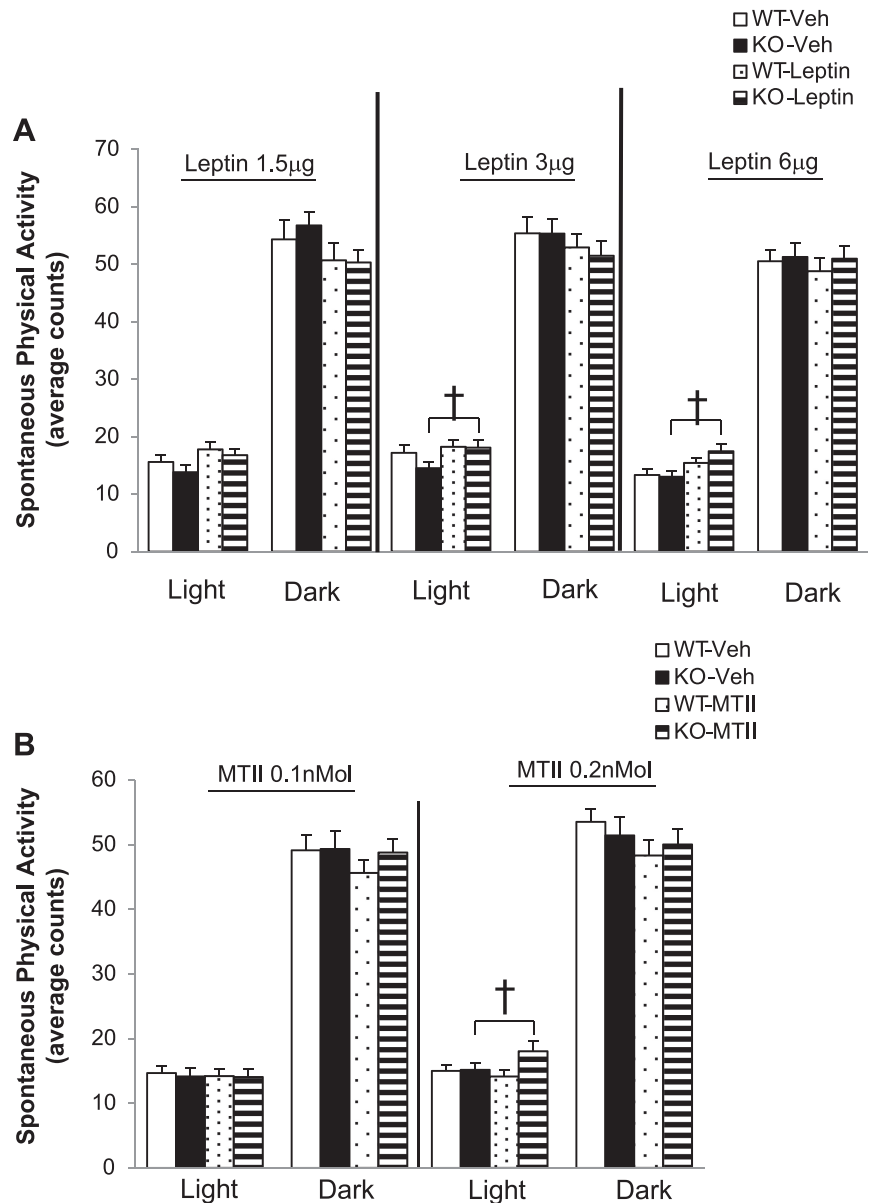 WT-Veh
KO-Veh
WT-Leptin
KO-Leptin
A
Spontaneous Physical Activity
(average counts)
70
60
50
40
30
20
10
0
Leptin 1.5μg
Leptin 3μg
Leptin 6μg
†
†
Light Dark Light Dark Light Dark
WT-Veh
KO-Veh
WT-MTII
KO-MTII
B
Spontaneous Physical Activity
(average counts)
60
50
40
30
20
10
0
MTII 0.1nMol
MTII 0.2nMol
†
Light Dark Light Dark